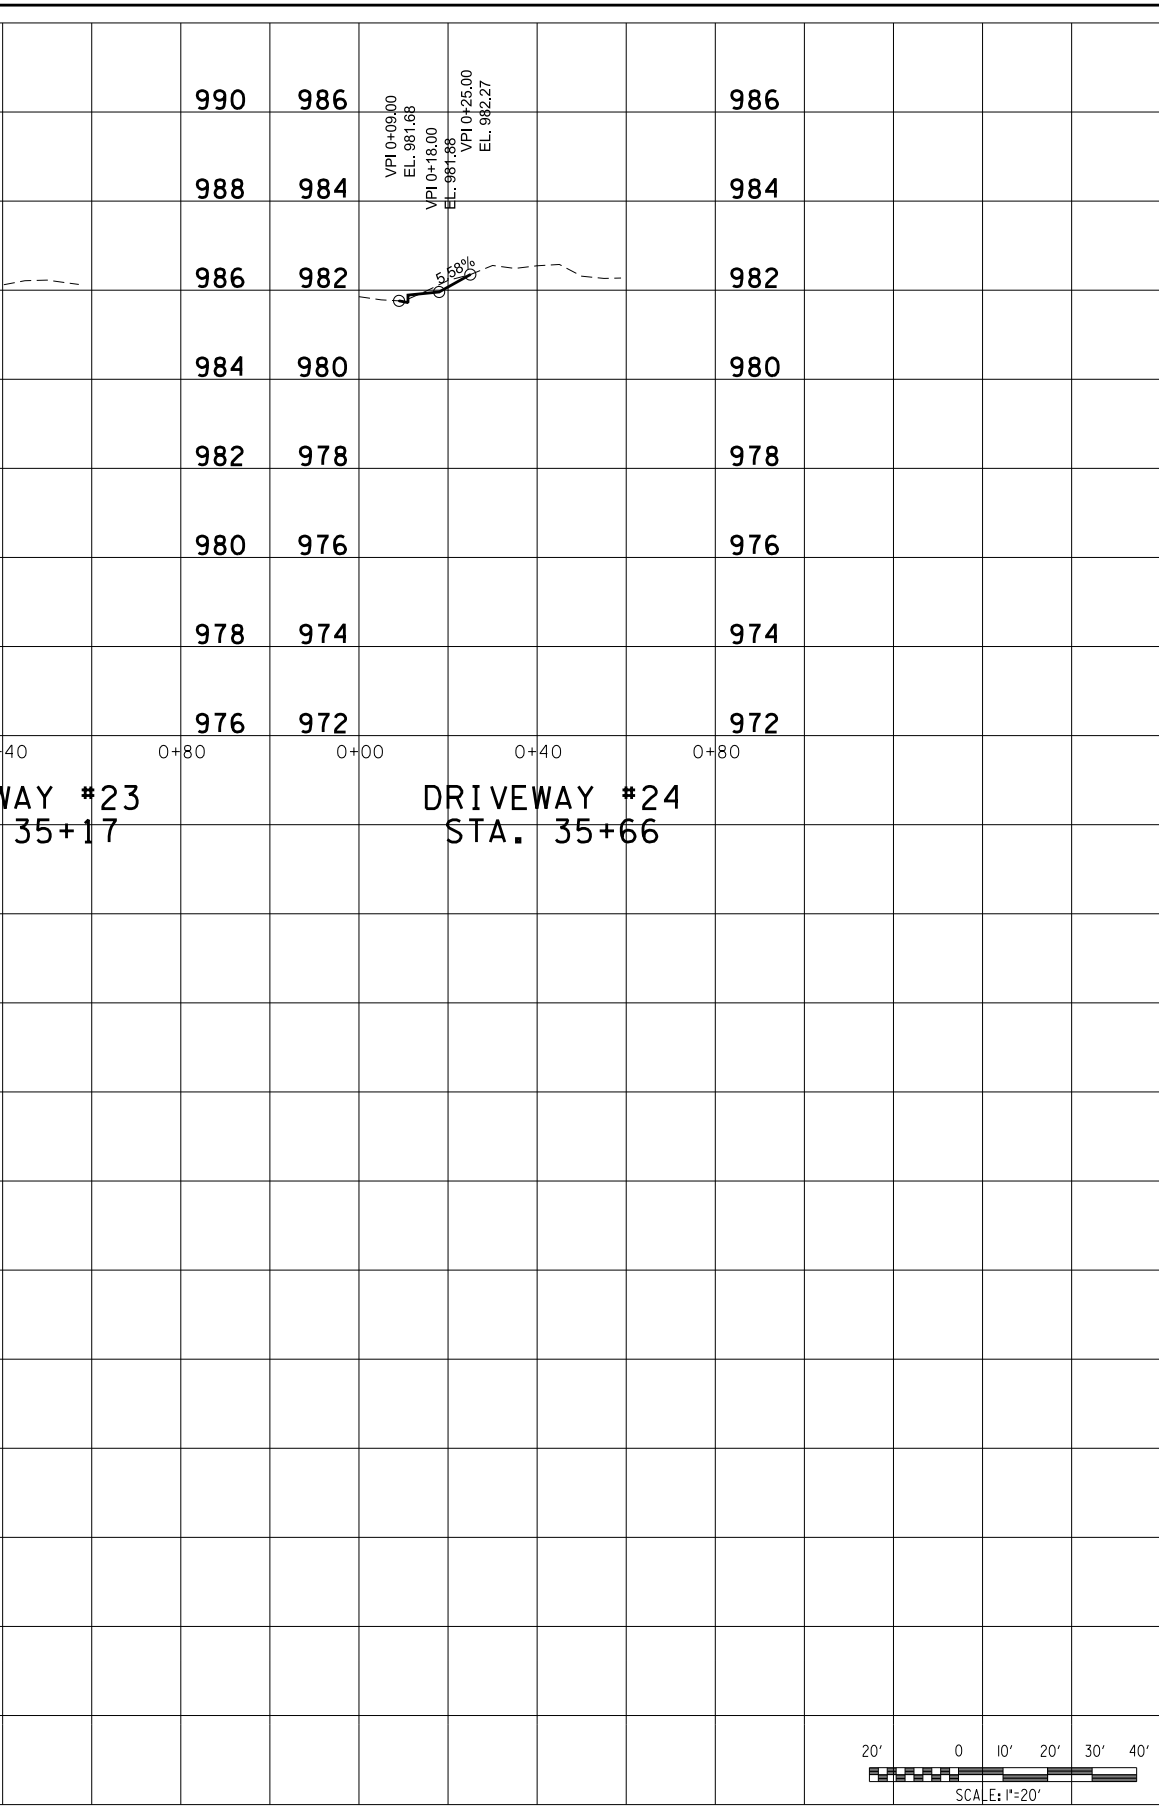 990 986 986
988 984 984
986 982 982
984 980 980
982 978 978
980 976 976
978 974 974
976 972 972
VPI 0+09.00
EL. 981.68
VPI 0+18.00
EL. 981.88
VPI 0+25.00
EL. 982.27
5.58%
+40 0+80 0+00 0+40 0+80
WAY #23
35+17
DRIVEWAY #24
STA. 35+66
20' 0 10' 20' 30' 40'
SCALE: 1"=20'